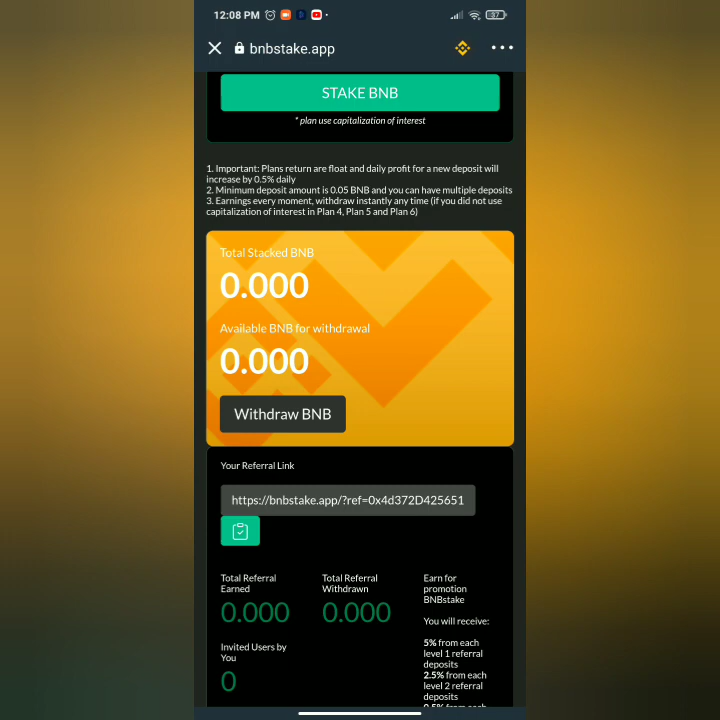 12:08 PM
37
bnbstake.app
STAKE BNB
* plan use capitalization of interest
1. Important: Plans return are float and daily profit for a new deposit will
increase by 0.5% daily
2. Minimum deposit amount is 0.05 BNB and you can have multiple deposits
3. Earnings every moment, withdraw instantly any time (if you did not use
capitalization of interest in Plan 4, Plan 5 and Plan 6)
Total Stacked BNB
0.000
Available BNB for withdrawal
0.000
Withdraw BNB
Your Referral Link
https://bnbstake.app/?ref=0x4d372D425651
Total Referral
Earned
0.000
Total Referral
Withdrawn
0.000
Invited Users by
You
0
Earn for
promotion
BNBstake
You will receive:
5% from each
level 1 referral
deposits
2.5% from each
level 2 referral
deposits